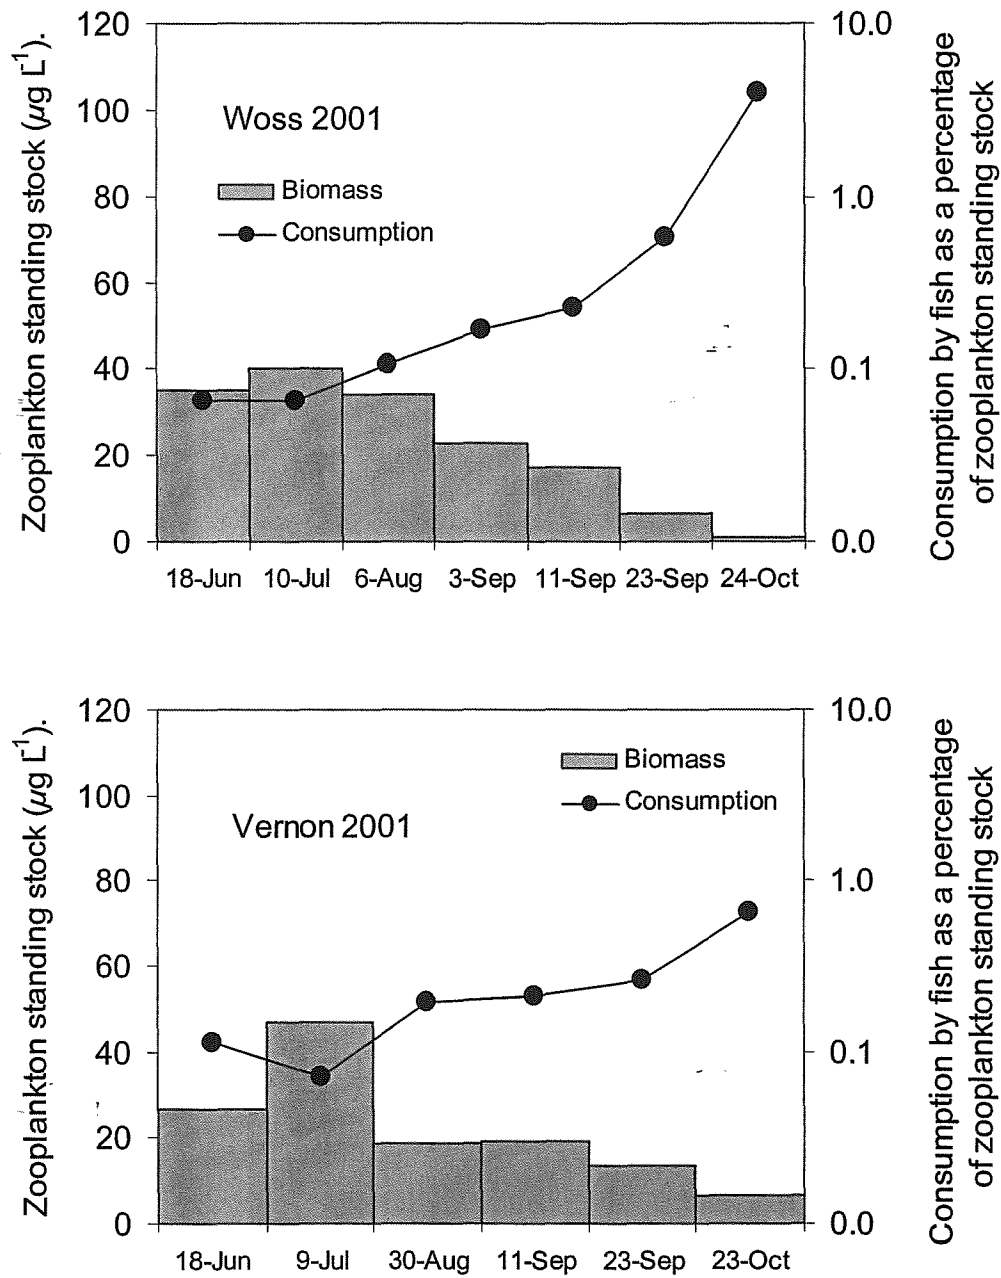 120
100
80
60
40
20
0
Zooplankton standing stock (µg L⁻¹).
Woss 2001
Biomass
Consumption
10.0
1.0
0.1
0.0
Consumption by fish as a percentage
of zooplankton standing stock
18-Jun 10-Jul 6-Aug 3-Sep 11-Sep 23-Sep 24-Oct
120
100
80
60
40
20
0
Zooplankton standing stock (µg L⁻¹).
Vernon 2001
Biomass
Consumption
10.0
1.0
0.1
0.0
Consumption by fish as a percentage
of zooplankton standing stock
18-Jun 9-Jul 30-Aug 11-Sep 23-Sep 23-Oct